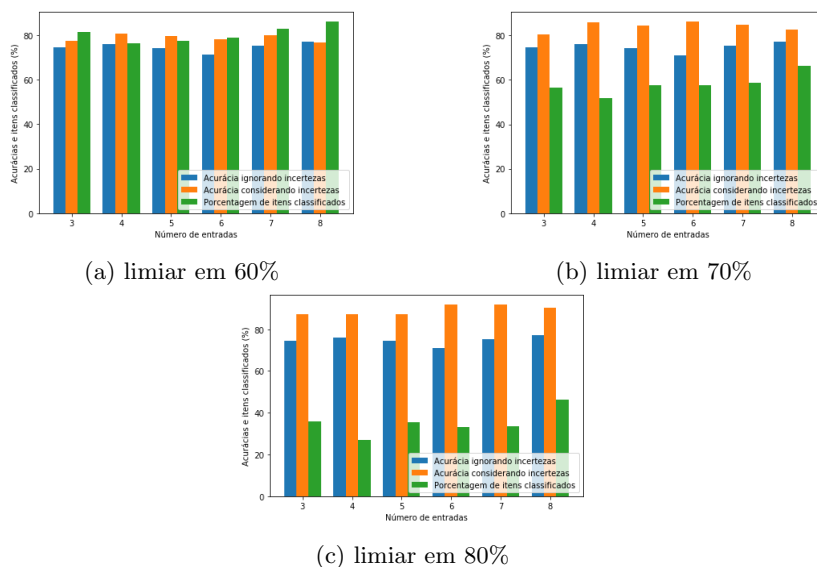 Acurácias e itens classificados (%)
80
60
40
20
0
3 4 5 6 7 8
Número de entradas
Acurácia ignorando incertezas
Acurácia considerando incertezas
Porcentagem de itens classificados
(a) limiar em 60%
Acurácias e itens classificados (%)
80
60
40
20
0
3 4 5 6 7 8
Número de entradas
Acurácia ignorando incertezas
Acurácia considerando incertezas
Porcentagem de itens classificados
(b) limiar em 70%
Acurácias e itens classificados (%)
80
60
40
20
0
3 4 5 6 7 8
Número de entradas
Acurácia ignorando incertezas
Acurácia considerando incertezas
Porcentagem de itens classificados
(c) limiar em 80%